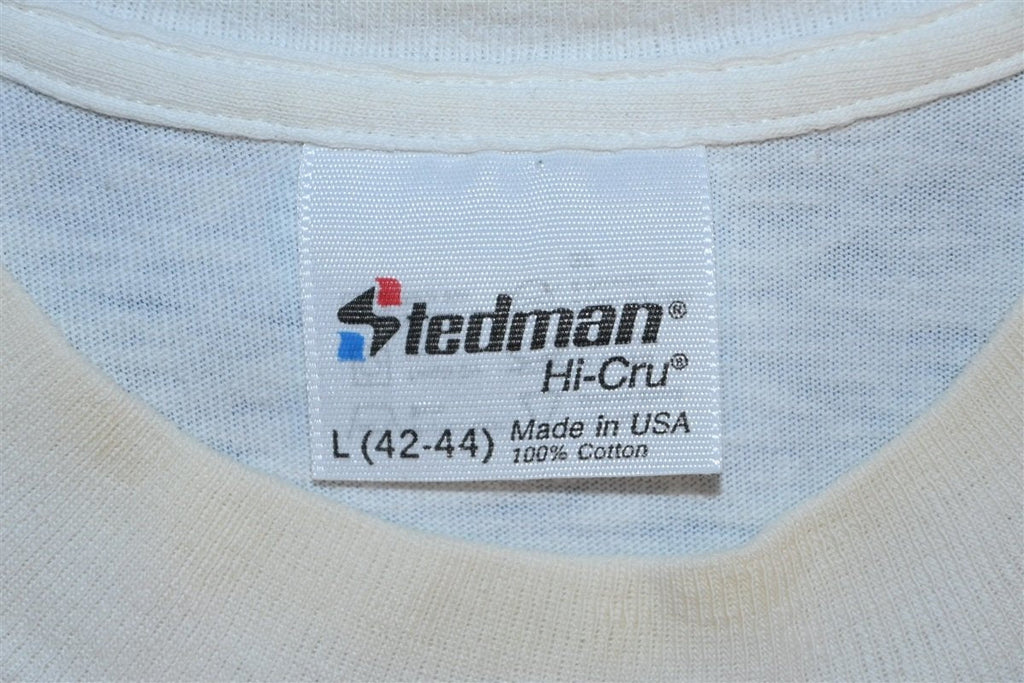 Stedman®
Hi-Cru®
L (42-44)
Made in USA
100% Cotton